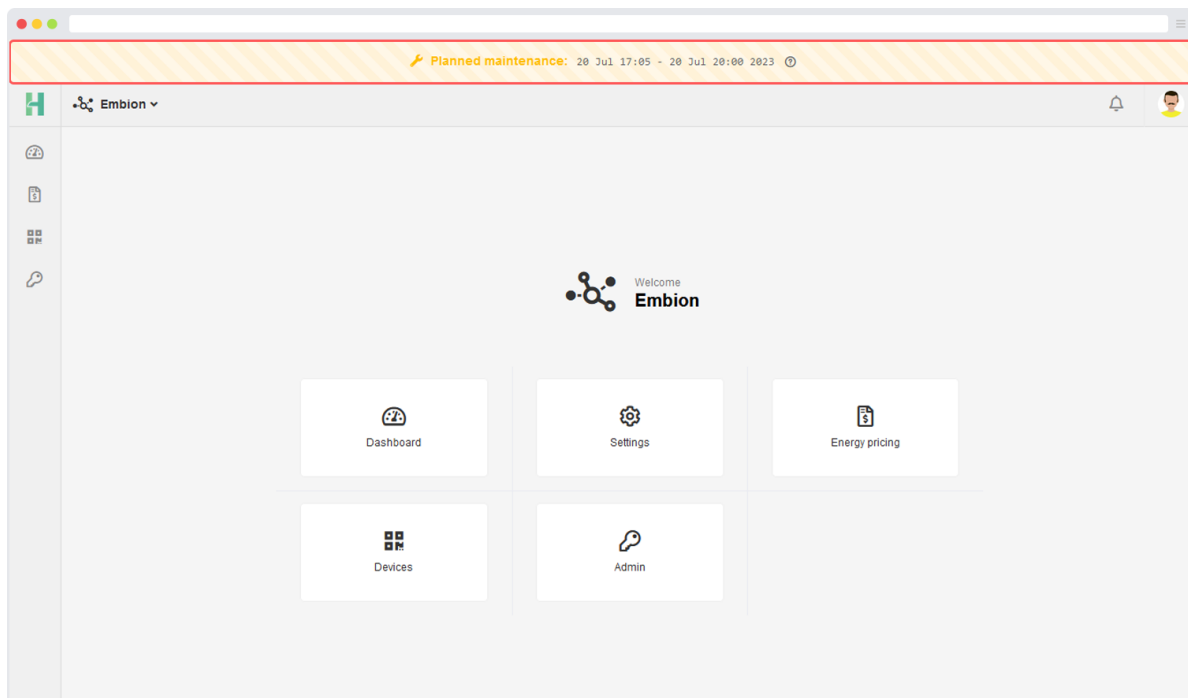 Planned maintenance: 20 Jul 17:05 - 20 Jul 20:00 2023
Embion
Welcome
Embion
Dashboard
Settings
Energy pricing
Devices
Admin